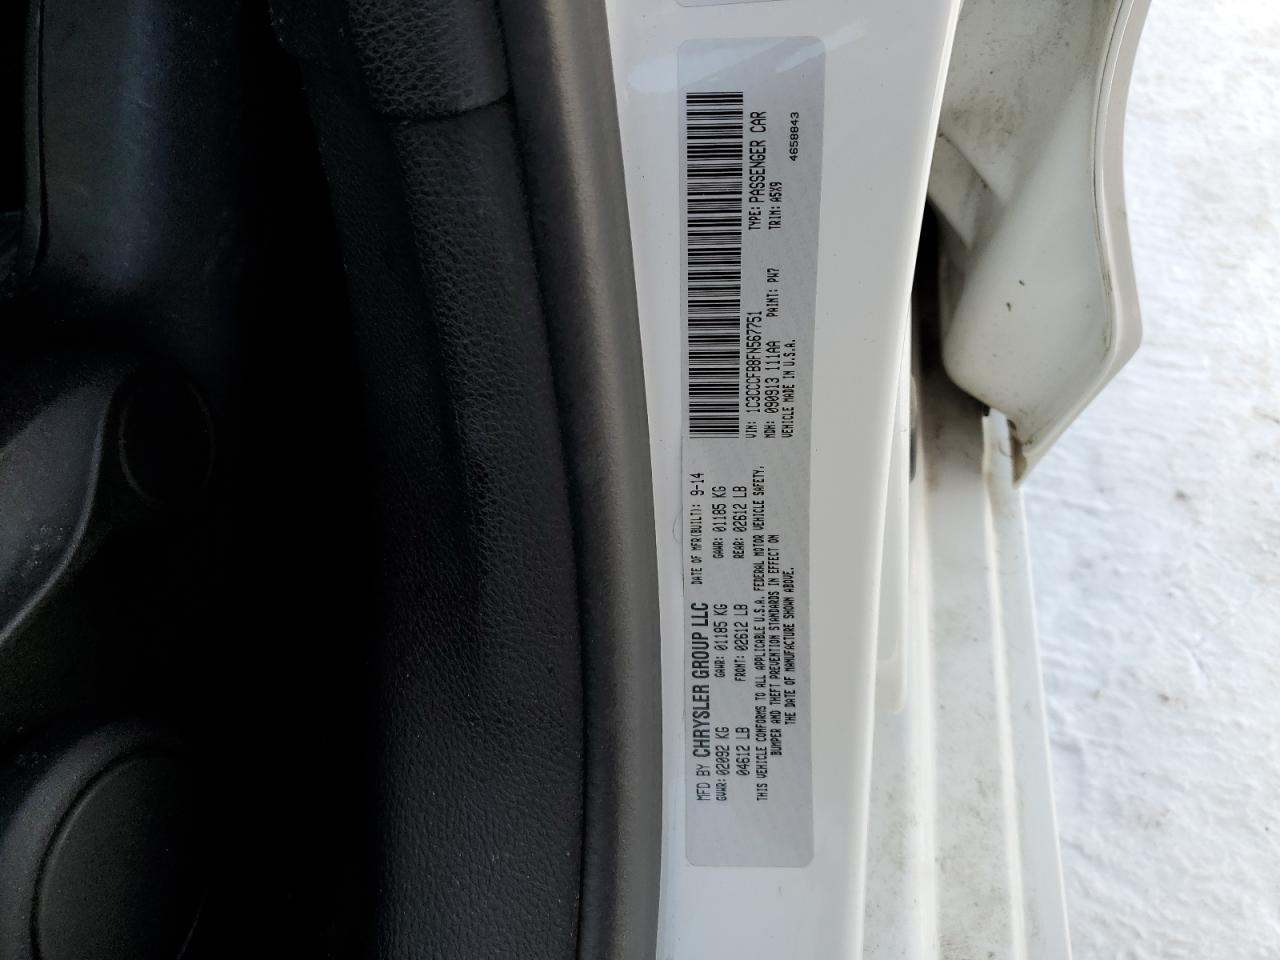 MFD BY CHRYSLER GROUP LLC DATE OF MFR(BUILT): 9-14
GVWR: 02092 KG GAWR: 01185 KG GAWR: 01185 KG
04612 LB FRONT: 02612 LB REAR: 02612 LB
THIS VEHICLE CONFORMS TO ALL APPLICABLE U.S.A. FEDERAL MOTOR VEHICLE SAFETY,
BUMPER AND THEFT PREVENTION STANDARDS IN EFFECT ON
THE DATE OF MANUFACTURE SHOWN ABOVE.
VIN: 1C3CCCFB8FN567751 TYPE: PASSENGER CAR
MDH: 090913 111AA PAINT: PW7 TRIM: A5X9
VEHICLE MADE IN U.S.A.
4658843